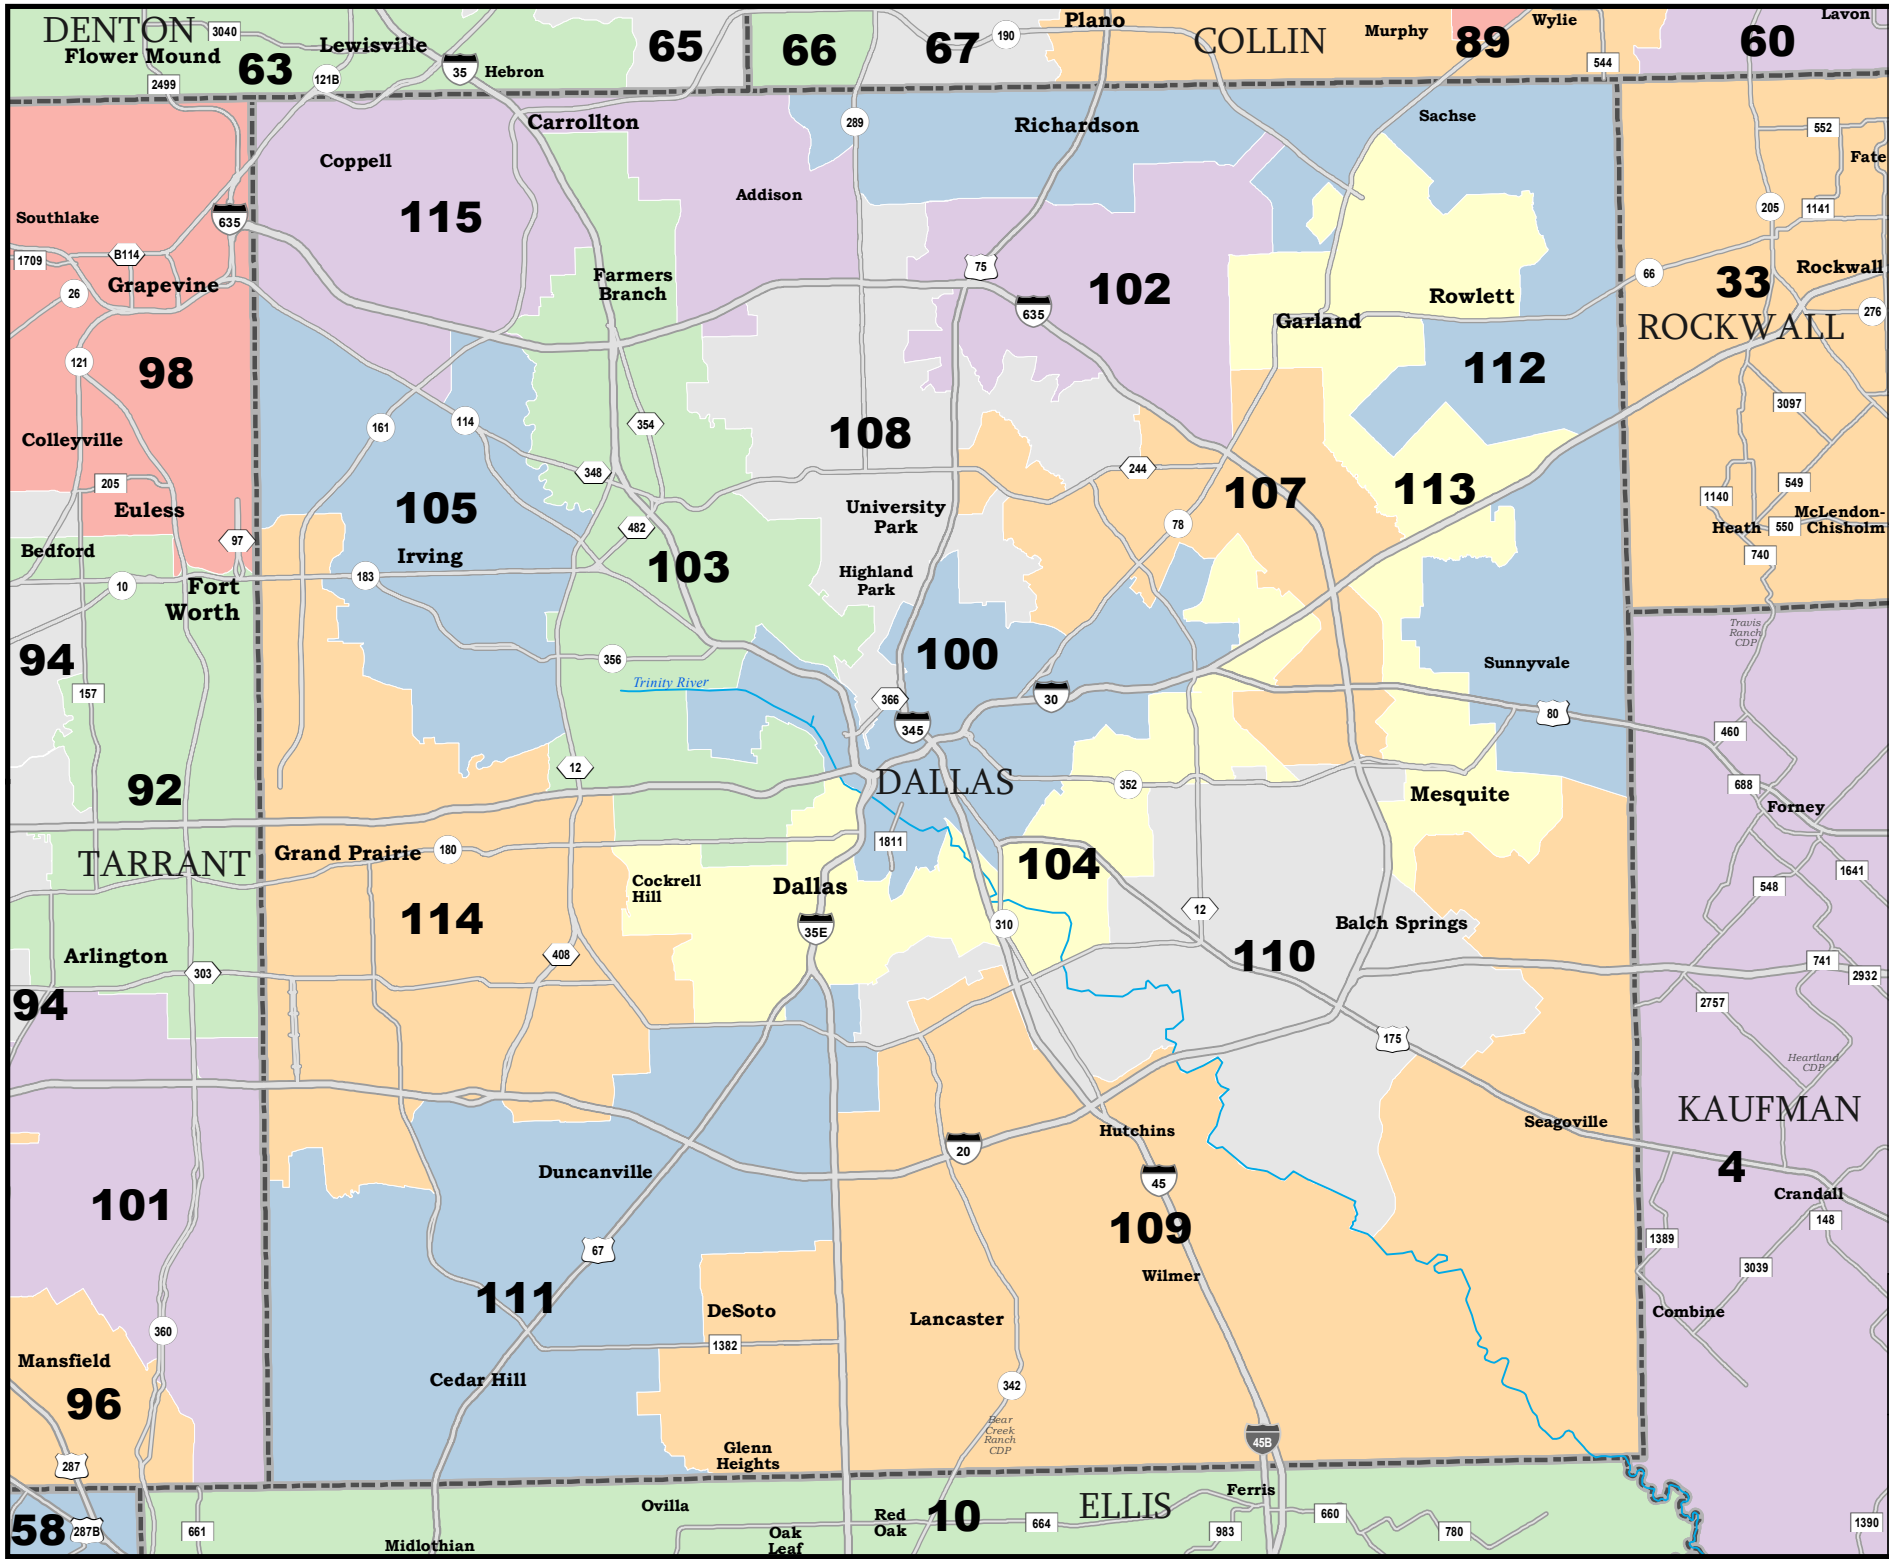 DENTON
3040
Flower Mound
63
Lewisville
121B
35
Hebron
2499
65
66
67
190
Plano
COLLIN
Murphy
89
Wylie
544
60
Lavon
Carrollton
289
Richardson
Sachse
552
Fate
Coppell
115
Addison
205
1141
Southlake
635
1709
B114
26
Grapevine
Farmers
Branch
75
102
635
66
33
Rockwall
276
ROCKWALL
Rowlett
Garland
112
121
98
161
114
354
108
3097
Colleyville
205
Euless
348
244
107
113
1140
549
McLendon-
Chisholm
550
Heath
740
105
Irving
482
University
Park
78
97
Bedford
10
Fort
Worth
183
103
Highland
Park
100
94
157
356
Trinity River
366
345
30
Sunnyvale
80
Travis
Ranch
CDP
460
688
Forney
92
12
DALLAS
352
Mesquite
TARRANT
Grand Prairie
180
1811
104
Cockrell
Hill
Dallas
548
1641
114
35E
310
12
Balch Springs
110
Arlington
303
408
741
2932
94
2757
175
Heartland
CDP
KAUFMAN
4
Seagoville
Hutchins
20
45
Duncanville
101
67
109
Wilmer
Crandall
148
1389
3039
Combine
111
DeSoto
1382
Lancaster
360
Mansfield
96
Cedar Hill
342
Bear
Creek
Ranch
CDP
45B
287
Glenn
Heights
58
287B
661
Midlothian
Ovilla
Oak
Leaf
Red
Oak
10
664
ELLIS
Ferris
983
660
780
1390